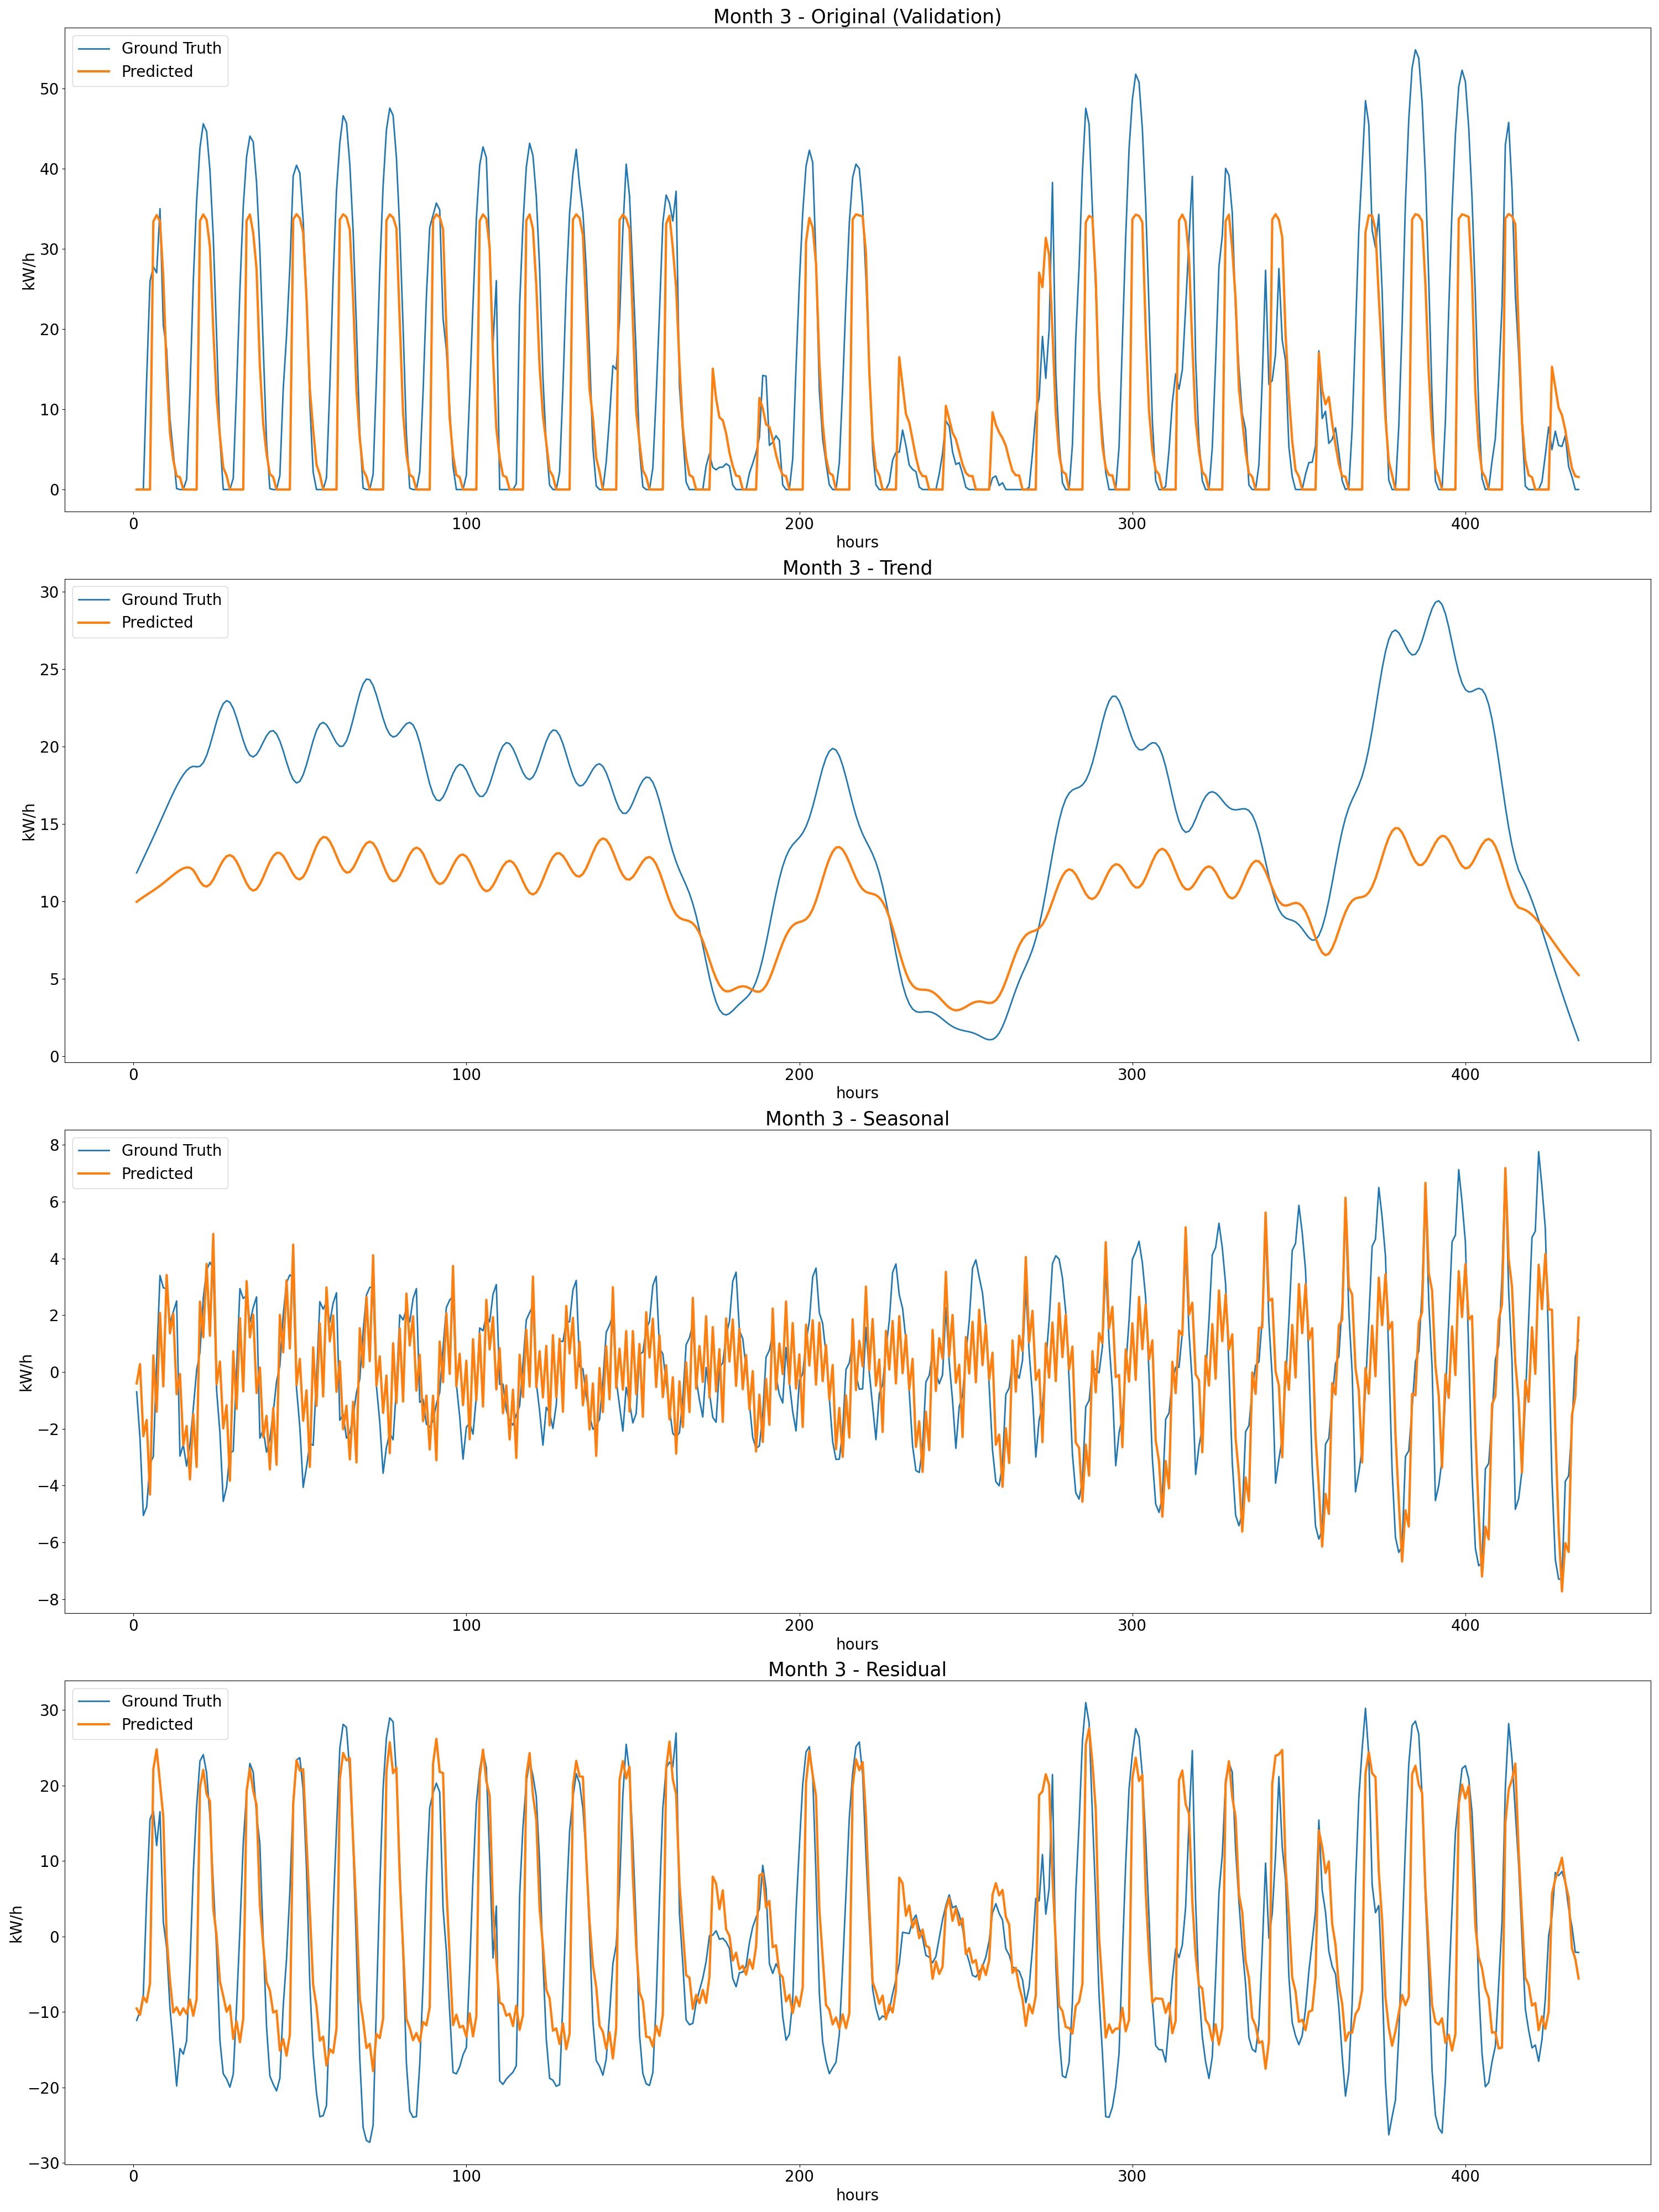 Month 3 - Original (Validation)
Ground Truth
Predicted
50
40
30
20
10
0
kW/h
0 100 200 300 400
hours
Month 3 - Trend
Ground Truth
Predicted
30
25
20
15
10
5
0
kW/h
0 100 200 300 400
hours
Month 3 - Seasonal
Ground Truth
Predicted
8
6
4
2
0
−2
−4
−6
−8
kW/h
0 100 200 300 400
hours
Month 3 - Residual
Ground Truth
Predicted
30
20
10
0
−10
−20
−30
kW/h
0 100 200 300 400
hours